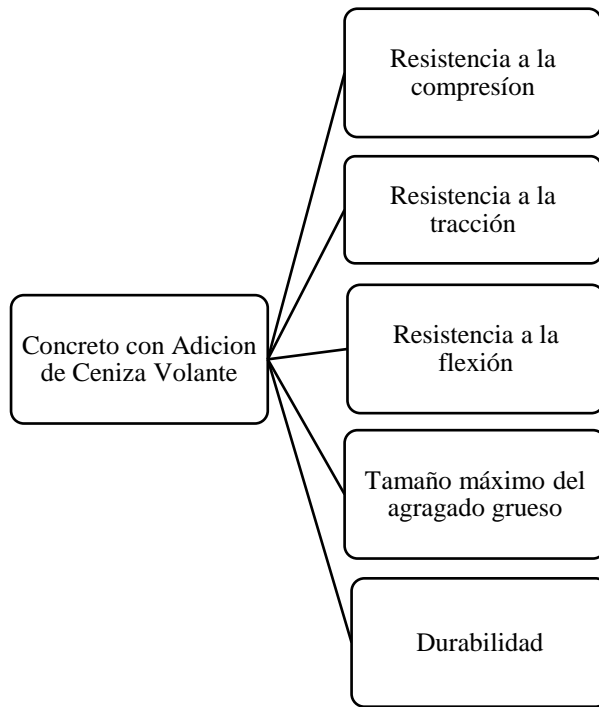 Resistencia a la
compresíon
Resistencia a la
tracción
Concreto con Adicion
de Ceniza Volante
Resistencia a la
flexión
Tamaño máximo del
agragado grueso
Durabilidad